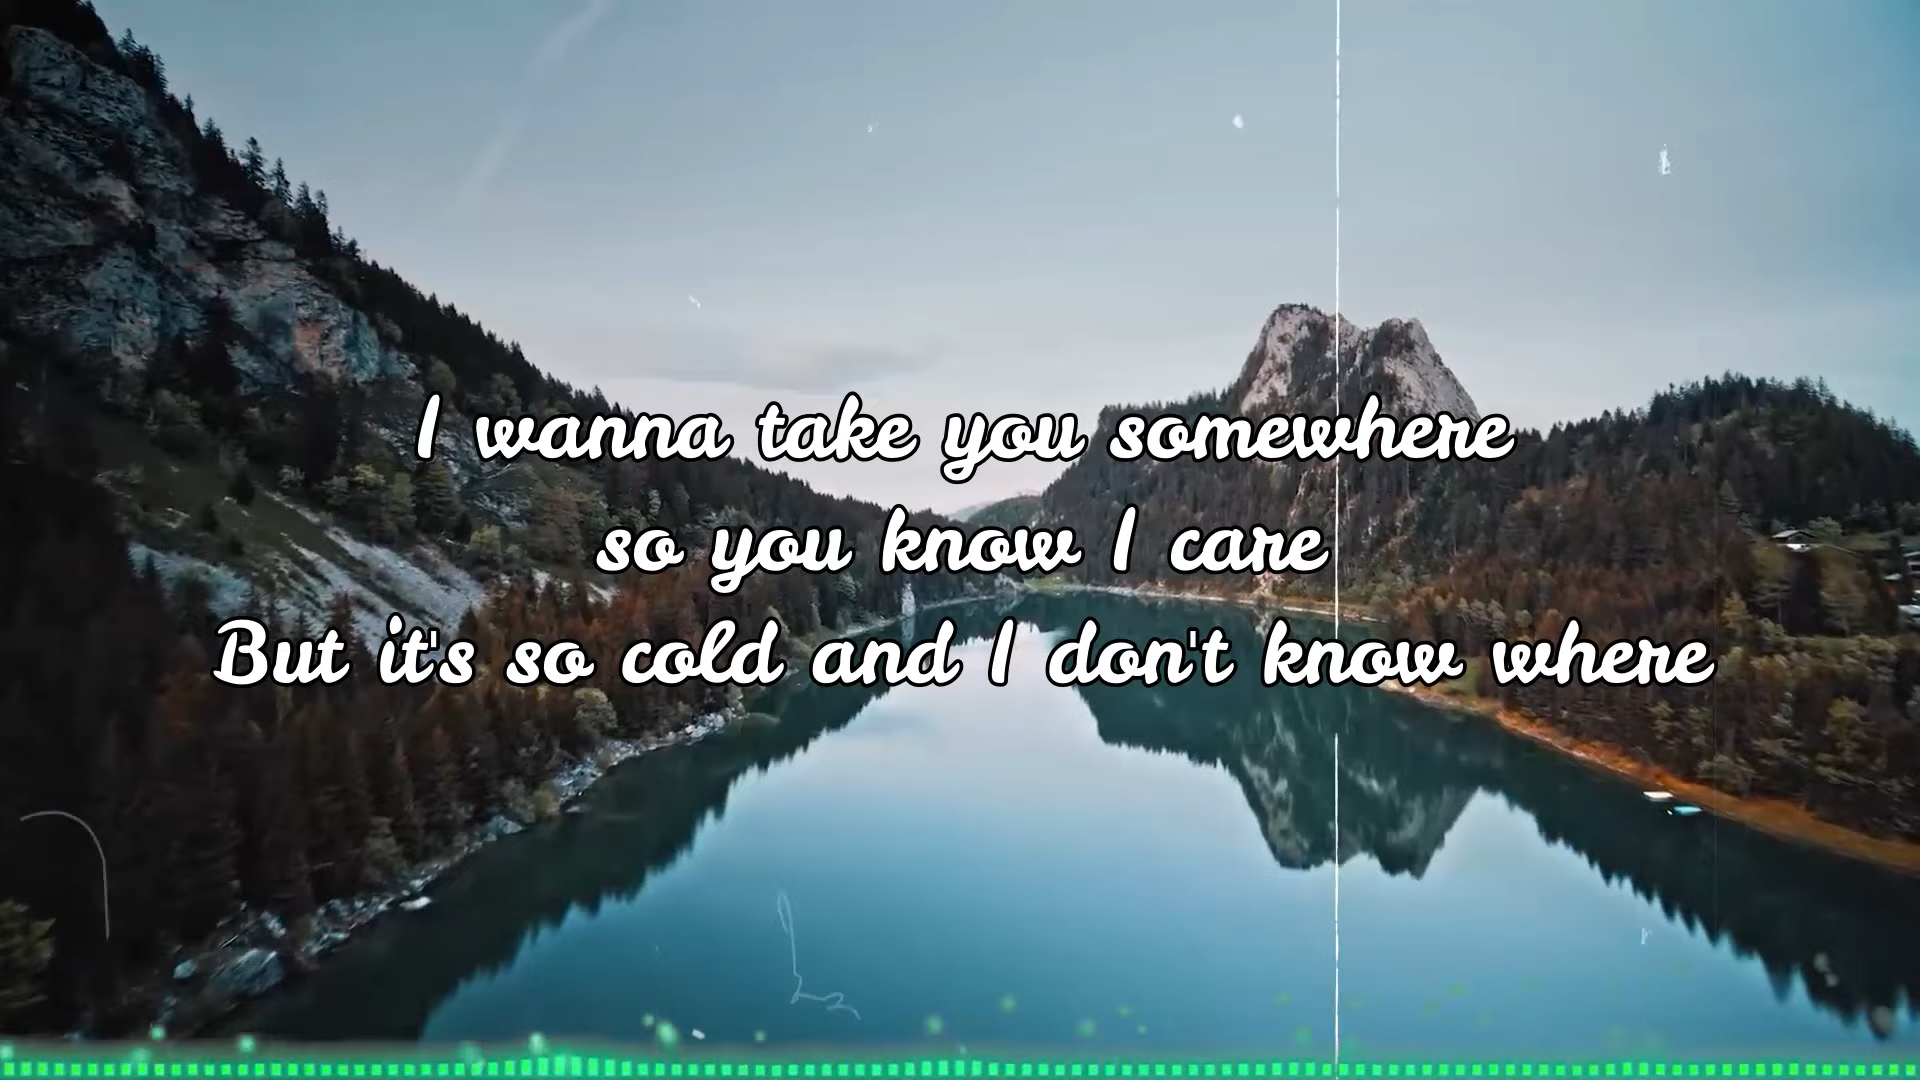 I wanna take you somewhere
so you know I care
But it's so cold and I don't know where